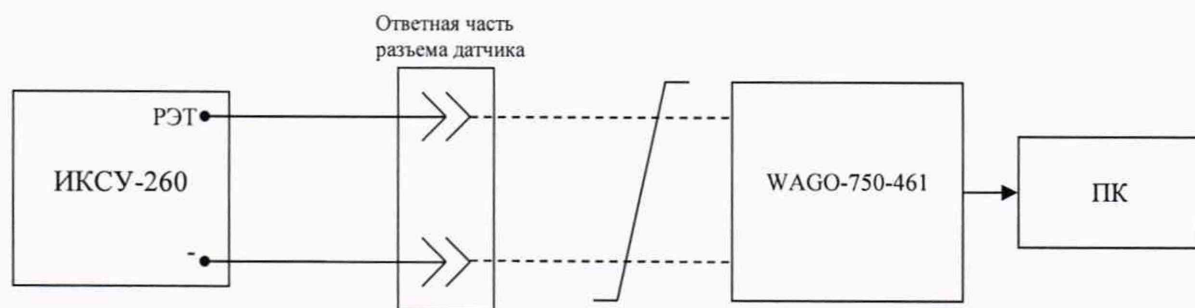 Ответная часть
разъема датчика
РЭТ
ИКСУ-260
-
WAGO-750-461
ПК